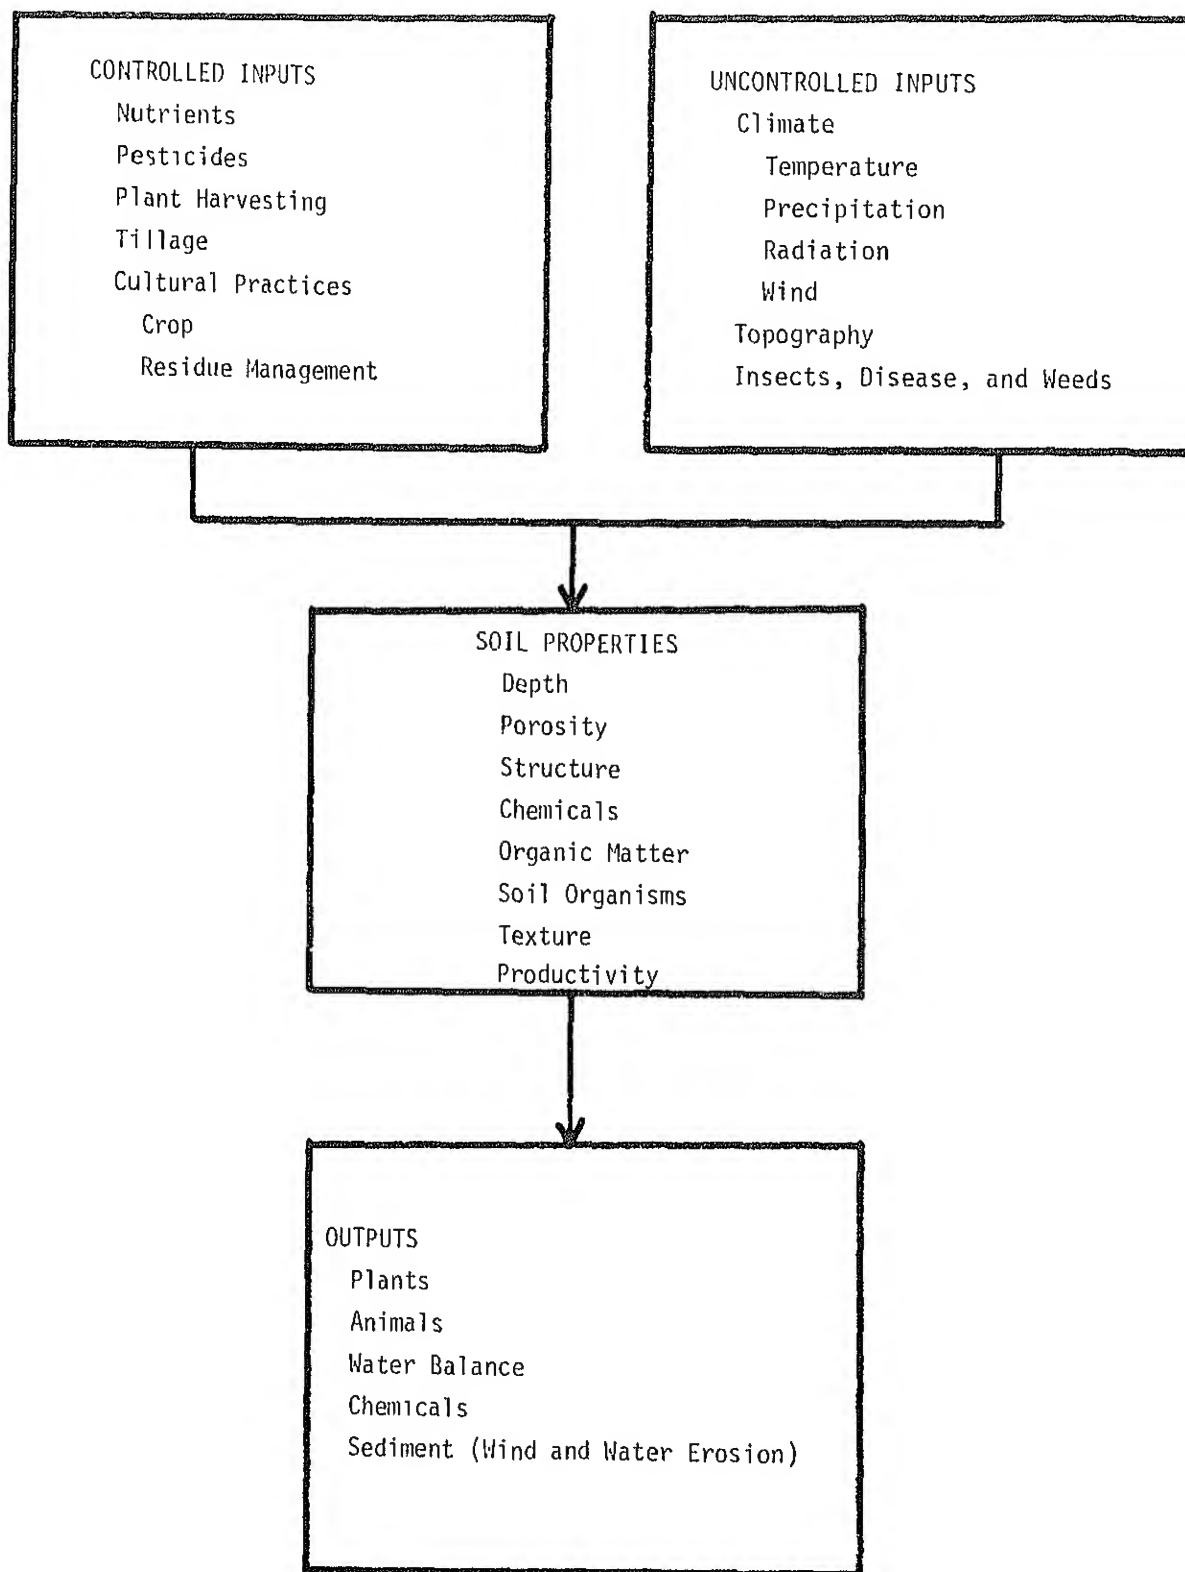 CONTROLLED INPUTS
Nutrients
Pesticides
Plant Harvesting
Tillage
Cultural Practices
Crop
Residue Management
UNCONTROLLED INPUTS
Climate
Temperature
Precipitation
Radiation
Wind
Topography
Insects, Disease, and Weeds
SOIL PROPERTIES
Depth
Porosity
Structure
Chemicals
Organic Matter
Soil Organisms
Texture
Productivity
OUTPUTS
Plants
Animals
Water Balance
Chemicals
Sediment (Wind and Water Erosion)